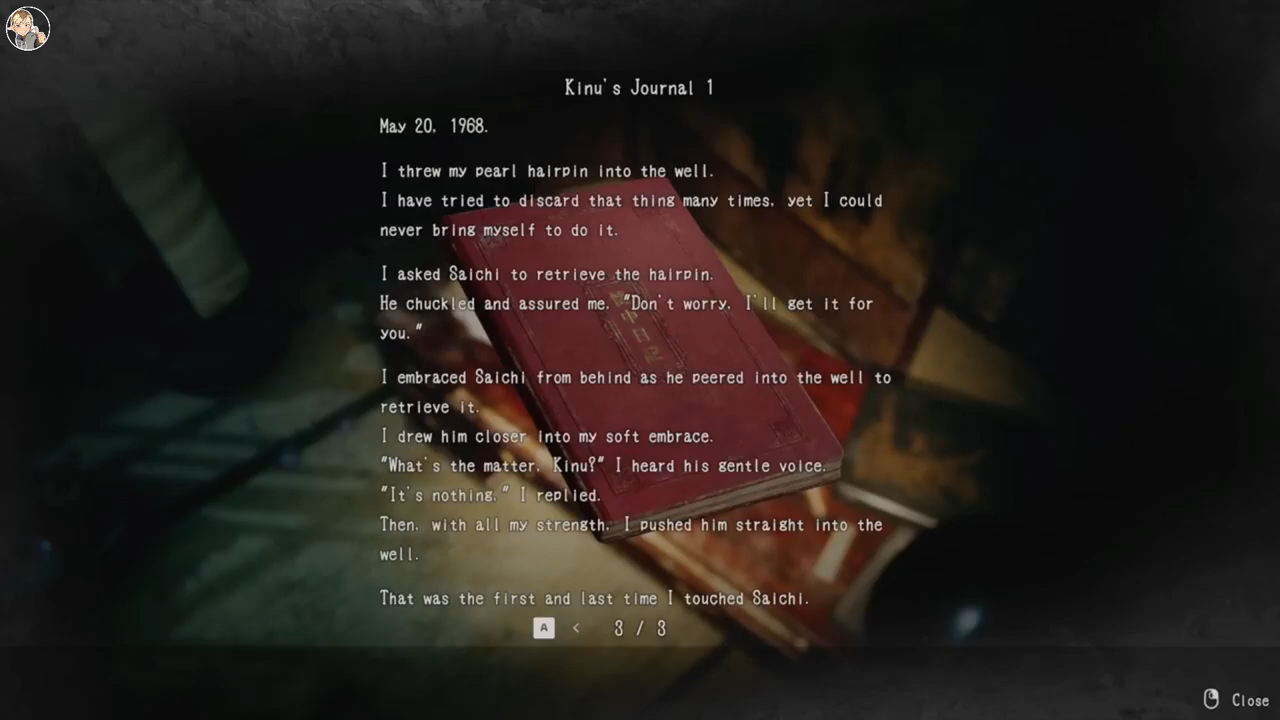 Kinu's Journal 1
May 20, 1968.
I threw my pearl hairpin into the well.
I have tried to discard that thing many times, yet I could
never bring myself to do it.
I asked Saichi to retrieve the hairpin.
He chuckled and assured me, "Don't worry. I'll get it for
you."
I embraced Saichi from behind as he peered into the well to
retrieve it.
I drew him closer into my soft embrace.
"What's the matter, Kinu?" I heard his gentle voice.
"It's nothing." I replied.
Then, with all my strength, I pushed him straight into the
well.
That was the first and last time I touched Saichi.
A < 3 / 3
Close